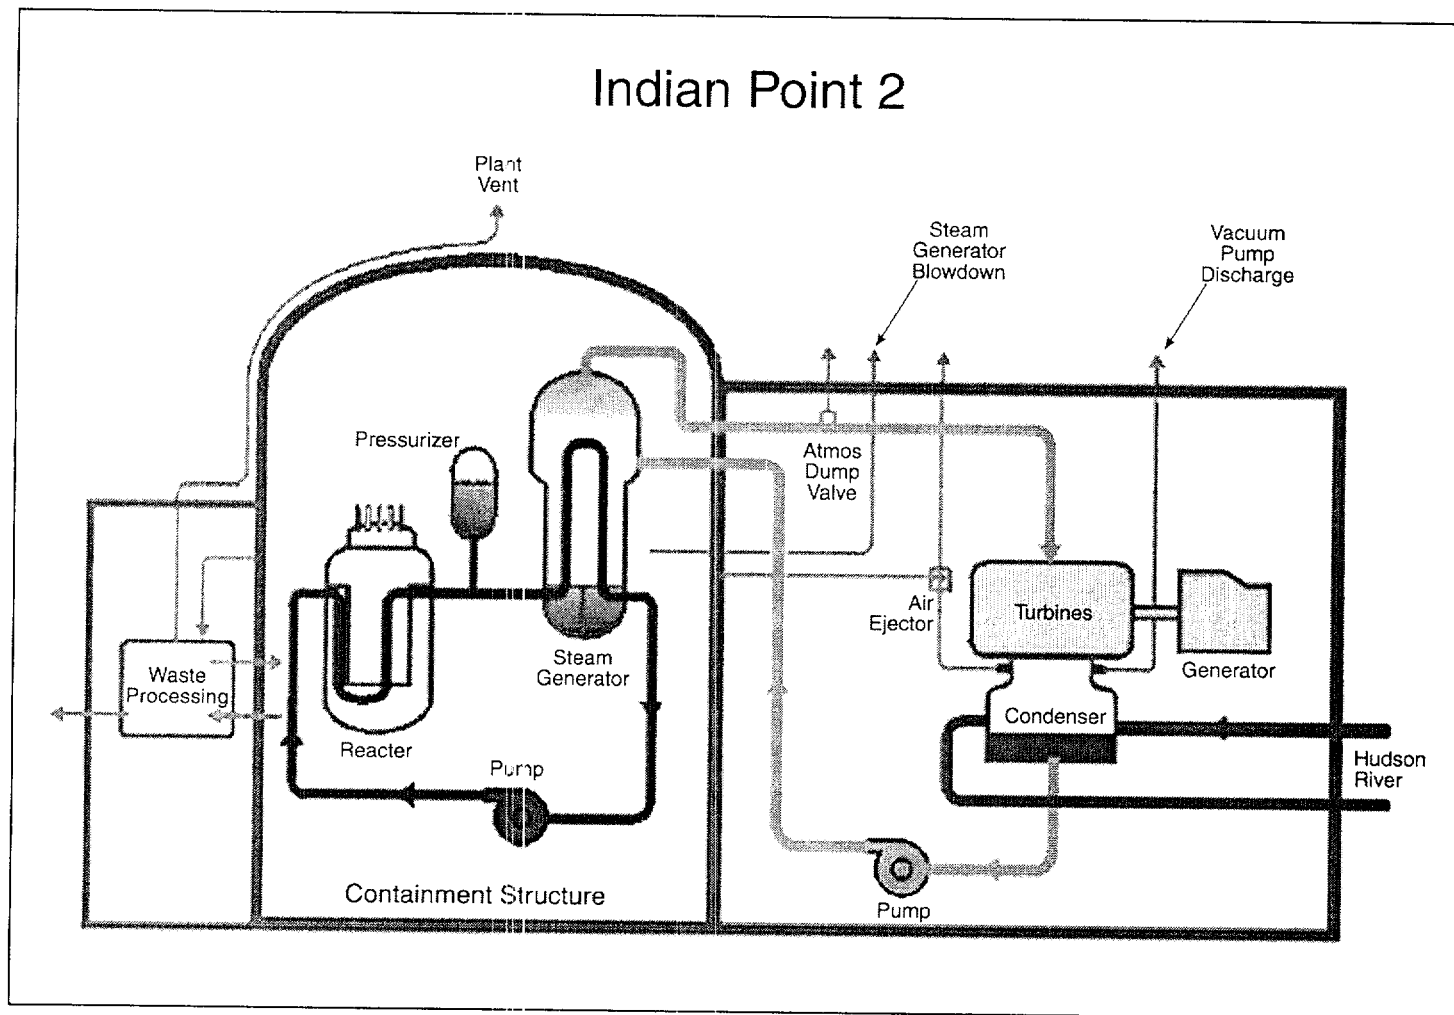 Indian Point 2
Plant
Vent
Steam
Generator
Blowdown
Vacuum
Pump
Discharge
Pressurizer
Atmos
Dump
Valve
Air
Ejector
Turbines
Generator
Steam
Generator
Waste
Processing
Reacter
Condenser
Hudson
River
Pump
Containment Structure
Pump